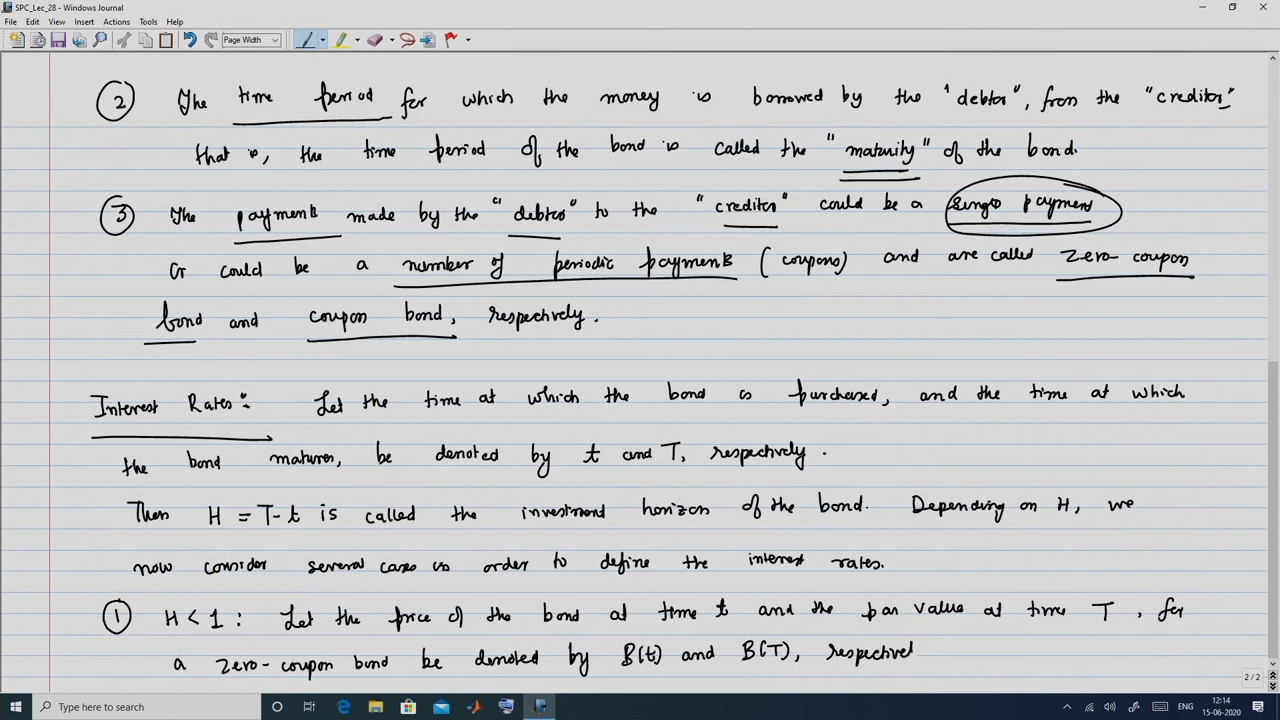 SPC_Lec_28 - Windows Journal
File Edit View Insert Actions Tools Help
Page Width
② The time period for which the money is borrowed by the "debtor", from the "creditor"
that is, the time period of the bond is called the "maturity" of the bond.
③ The payments made by the "debtor" to the "creditor" could be a single payment
or could be a number of periodic payments (coupons) and are called zero-coupon
bond and coupon bond, respectively.
Interest Rates: Let the time at which the bond is purchased, and the time at which
the bond matures, be denoted by t and T, respectively.
Then H = T-t is called the investment horizon of the bond. Depending on H, we
now consider several cases in order to define the interest rates.
① H < 1 : Let the price of the bond at time t and the par value at time T, for
a zero-coupon bond be denoted by B(t) and B(T), respectivel
2/2
Type here to search
ENG
12:14
15-06-2020